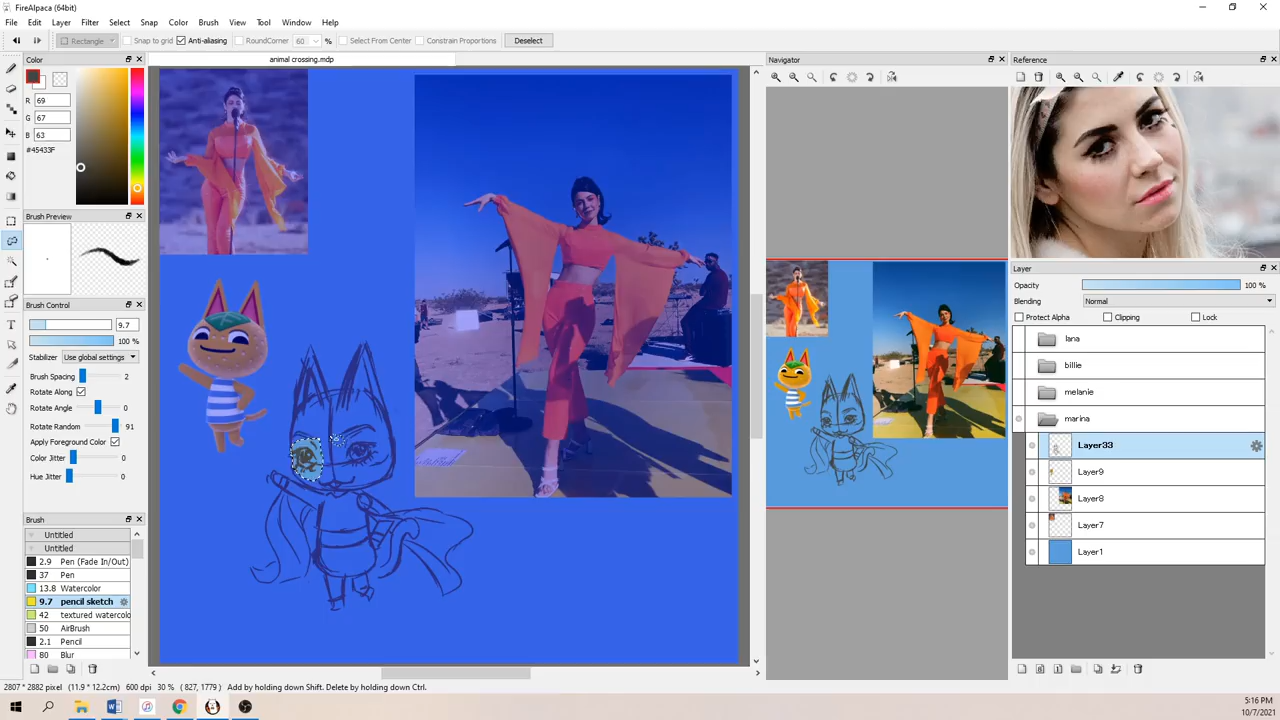 FireAlpaca (64bit)
File Edit Layer Filter Select Snap Color Brush View Tool Window Help
Rectangle Snap to grid Anti-aliasing RoundCorner 60 % Select From Center Constrain Proportions Deselect
Color
animal crossing.mdp
Navigator
Reference
R 69
G 67
B 63
#45433F
Brush Preview
Brush Control
9.7
100 %
Stabilizer Use global settings
Brush Spacing 2
Rotate Along
Rotate Angle 0
Rotate Random 91
Apply Foreground Color
Color Jitter 0
Hue Jitter 0
Brush
Untitled
Untitled
2.9 Pen (Fade In/Out)
37 Pen
13.8 Watercolor
9.7 pencil sketch
42 textured watercolo
50 AirBrush
2.1 Pencil
80 Blur
Layer
Opacity 100 %
Blending Normal
Protect Alpha Clipping Lock
lana
billie
melanie
marina
Layer33
Layer9
Layer8
Layer7
Layer1
2807 * 2882 pixel (11.9 * 12.2cm) 600 dpi 30 % ( 827, 1779 ) Add by holding down Shift. Delete by holding down Ctrl.
5:16 PM
10/7/2021